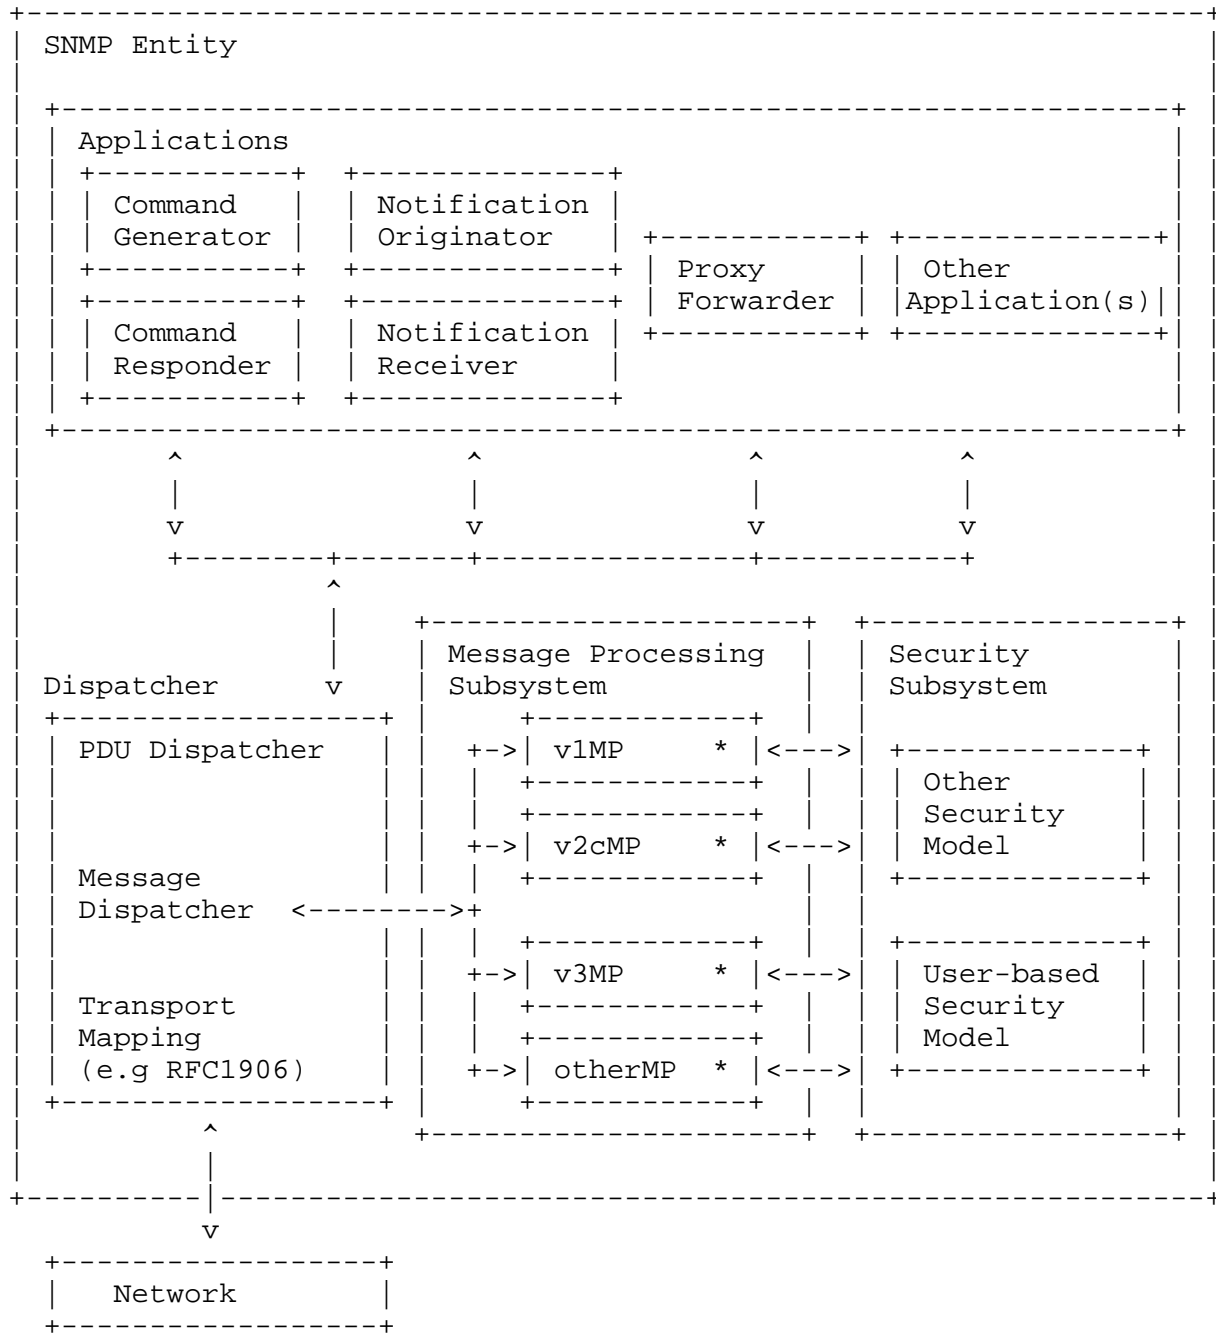 SNMP Entity
Applications
Command Generator
Notification Originator
Proxy Forwarder
Other Application(s)
Command Responder
Notification Receiver
Dispatcher
PDU Dispatcher
Message Dispatcher
Transport Mapping
(e.g RFC1906)
Message Processing Subsystem
v1MP *
v2cMP *
v3MP *
otherMP *
Security Subsystem
Other Security Model
User-based Security Model
Network